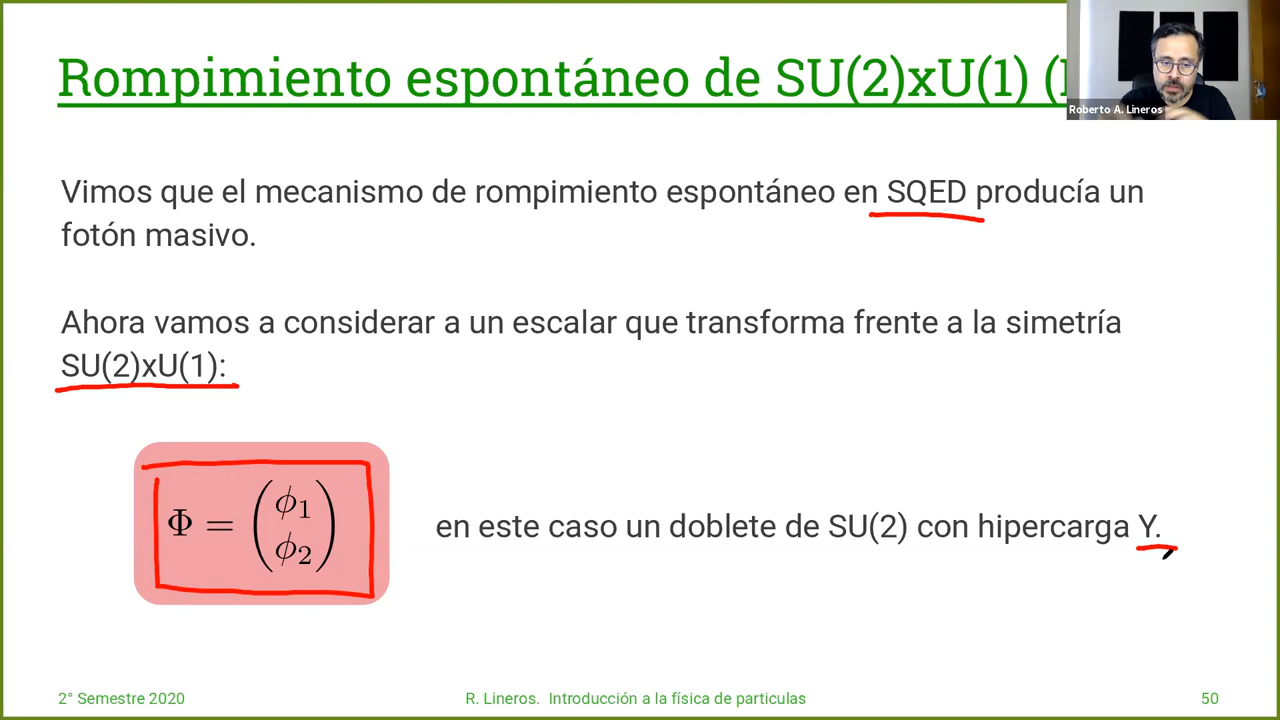 Rompimiento espontáneo de SU(2)xU(1) (
Roberto A. Lineros
Vimos que el mecanismo de rompimiento espontáneo en SQED producía un
fotón masivo.
Ahora vamos a considerar a un escalar que transforma frente a la simetría
SU(2)xU(1):
Φ = (ϕ₁
ϕ₂)
en este caso un doblete de SU(2) con hipercarga Y.
2° Semestre 2020
R. Lineros. Introducción a la física de particulas
50